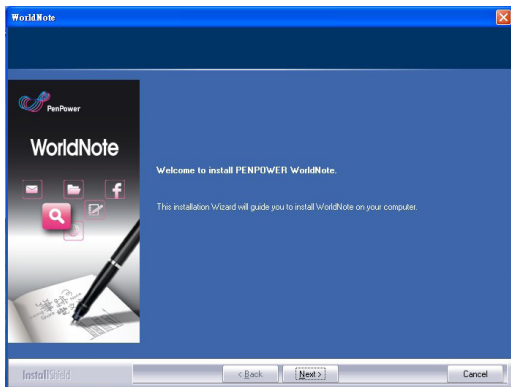 WorldNote
PenPower
WorldNote
Welcome to install PENPOWER WorldNote.
This installation Wizard will guide you to install WorldNote on your computer.
InstallShield
< Back
Next >
Cancel